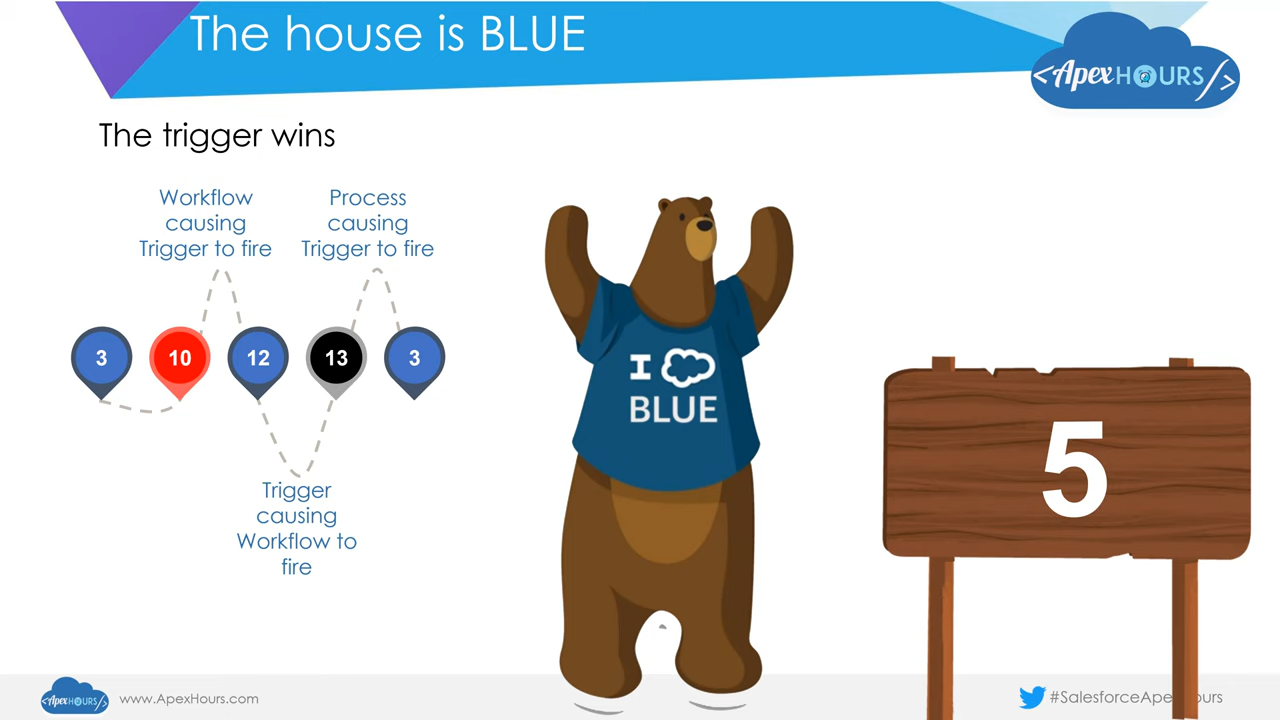 The house is BLUE
<ApexHOURS/>
The trigger wins
Workflow
causing
Trigger to fire
Process
causing
Trigger to fire
3
10
12
13
3
Trigger
causing
Workflow to
fire
I
BLUE
5
<ApexHOURS/>
www.ApexHours.com